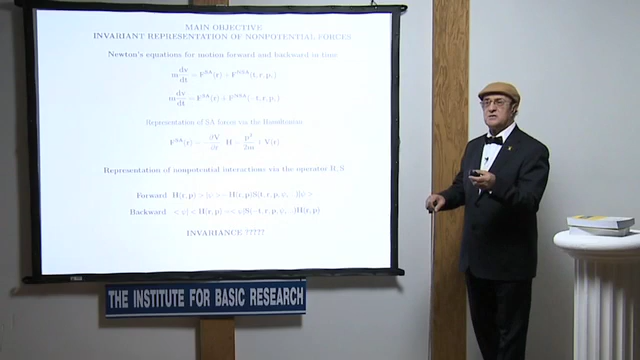 MAIN OBJECTIVE
INVARIANT REPRESENTATION OF NONPOTENTIAL FORCES
Newton's equations for motion forward and backward in time
m dv/dt = F^SA(r) + F^NSA(t, r, p, )
m dv/dt = F^SA(r) + F^NSA(-t, r, p, )
Representation of SA forces via the Hamiltonian
F^SA(r) = -∂V/∂r H = p²/2m + V(r)
Representation of nonpotential interactions via the operator R, S
Forward H(r, p) > |ψ >
Backward < H(r, p)
INVARIANCE ?????
THE INSTITUTE FOR BASIC RESEARCH